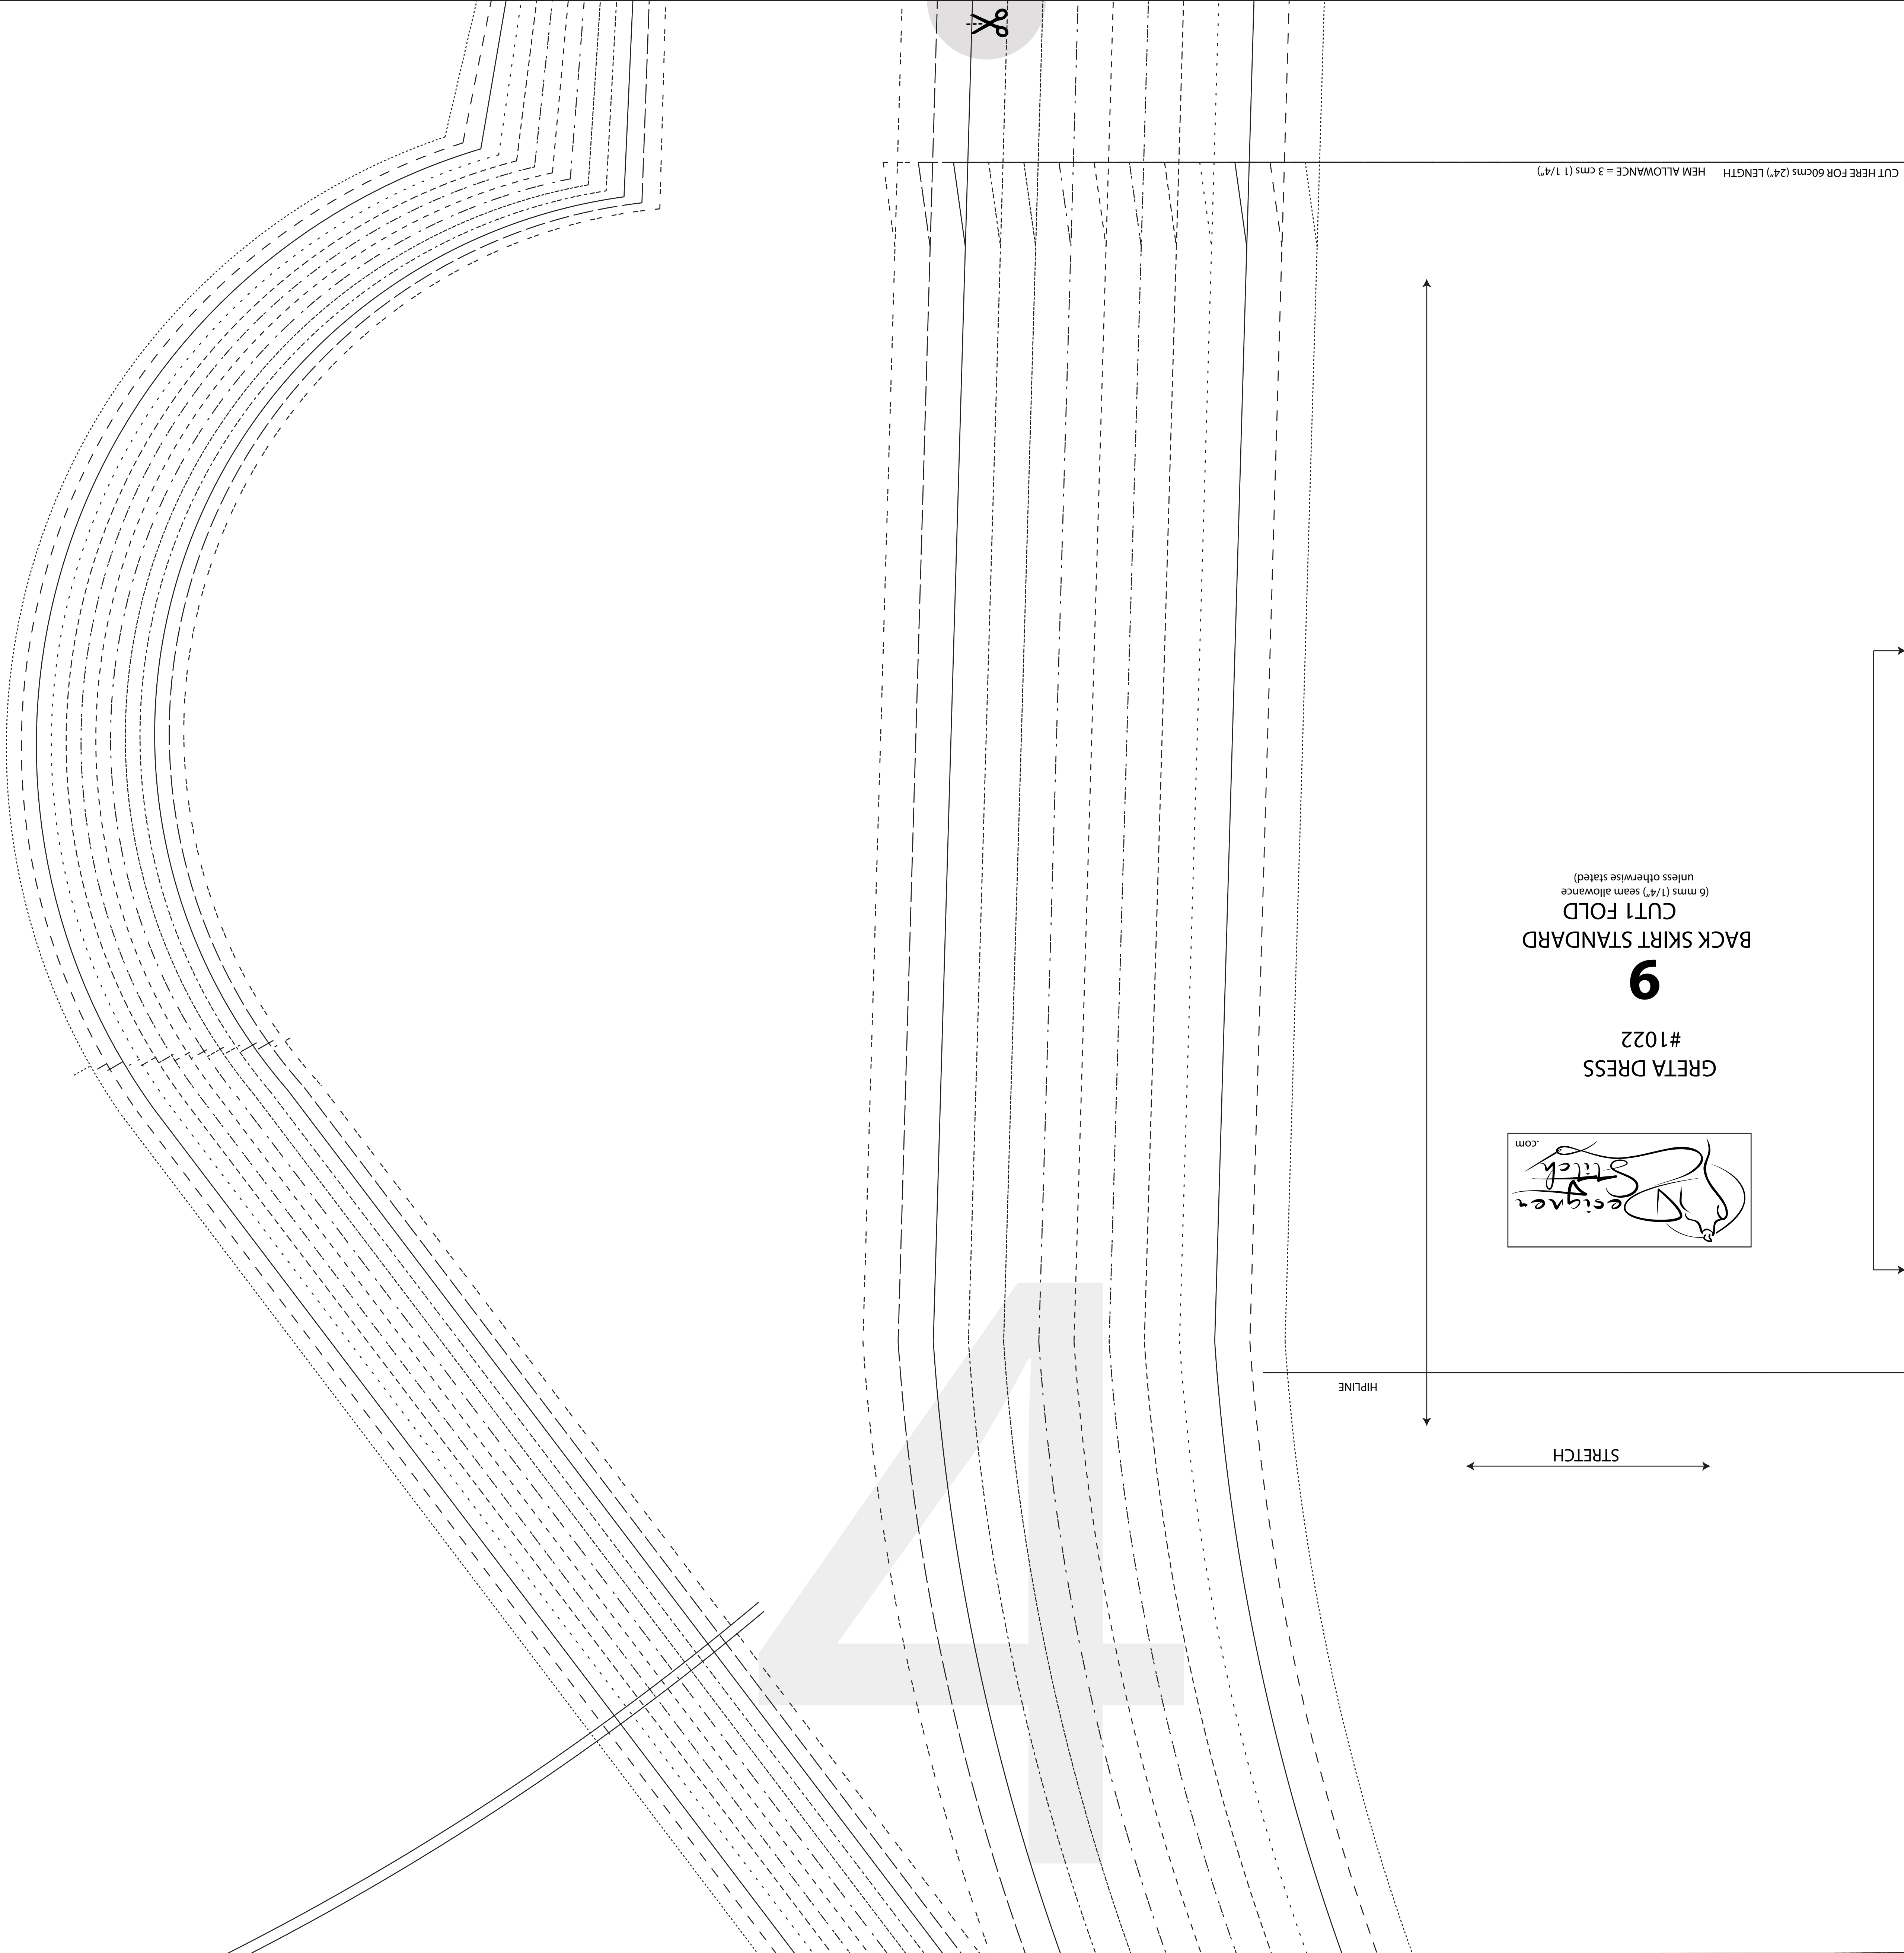 STRETCH
HIPLINE
Designer
Stitch
.com
GRETA DRESS
#1022
9
BACK SKIRT STANDARD
CUT1 FOLD
(6 mms (1/4") seam allowance
unless otherwise stated)
CUT HERE FOR 60cms (24") LENGTH HEM ALLOWANCE = 3 cms (1 1/4")
4